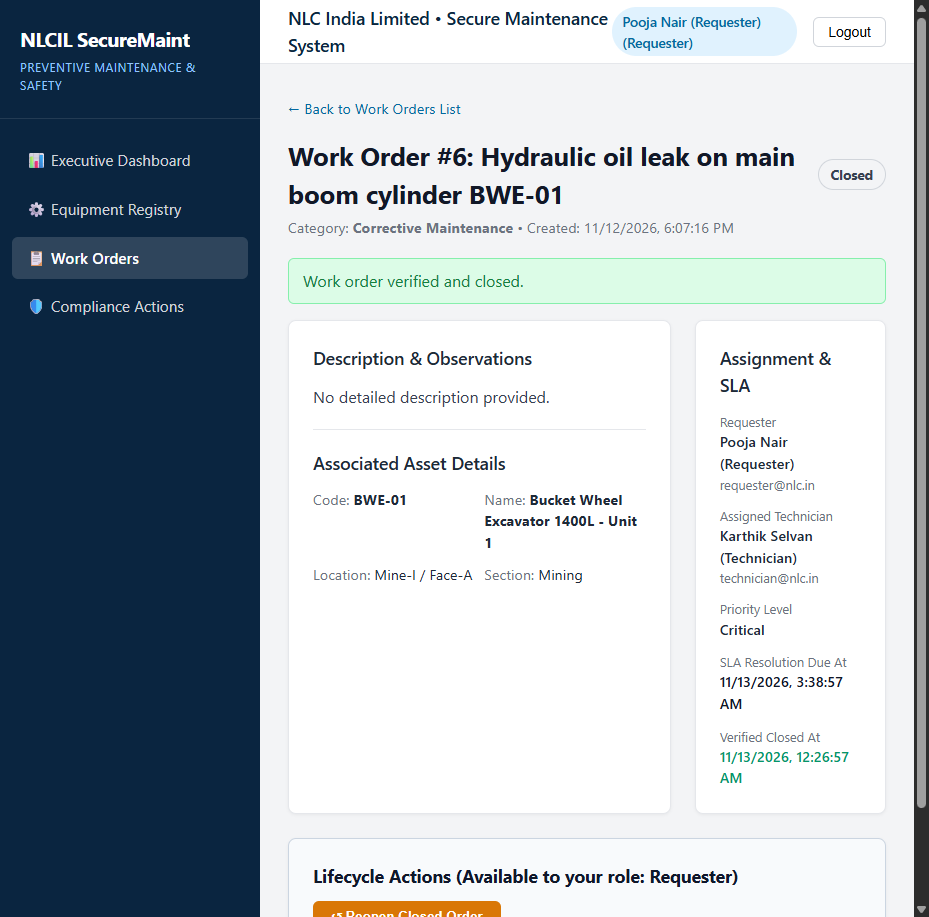 NLCIL SecureMaint
PREVENTIVE MAINTENANCE &
SAFETY
Executive Dashboard
Equipment Registry
Work Orders
Compliance Actions
NLC India Limited • Secure Maintenance
System
Pooja Nair (Requester)
(Requester)
Logout
← Back to Work Orders List
Work Order #6: Hydraulic oil leak on main
boom cylinder BWE-01
Closed
Category: Corrective Maintenance • Created: 11/12/2026, 6:07:16 PM
Work order verified and closed.
Description & Observations
No detailed description provided.
Associated Asset Details
Code: BWE-01
Name: Bucket Wheel
Excavator 1400L - Unit
1
Location: Mine-I / Face-A
Section: Mining
Assignment &
SLA
Requester
Pooja Nair
(Requester)
requester@nlc.in
Assigned Technician
Karthik Selvan
(Technician)
technician@nlc.in
Priority Level
Critical
SLA Resolution Due At
11/13/2026, 3:38:57
AM
Verified Closed At
11/13/2026, 12:26:57
AM
Lifecycle Actions (Available to your role: Requester)
↺ Reopen Closed Order